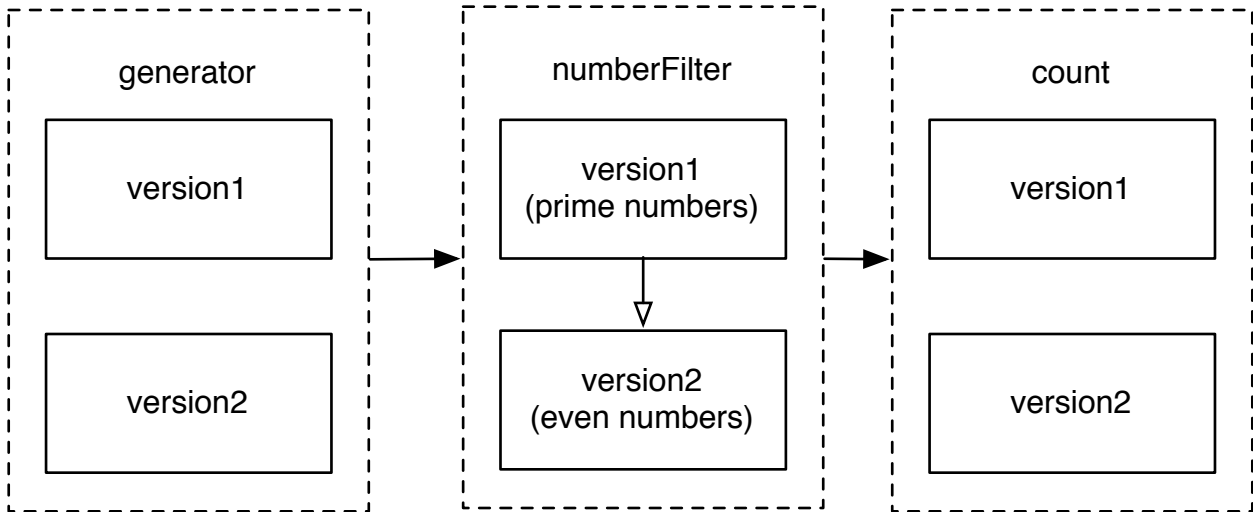 generator
version1
version2
numberFilter
version1
(prime numbers)
version2
(even numbers)
count
version1
version2